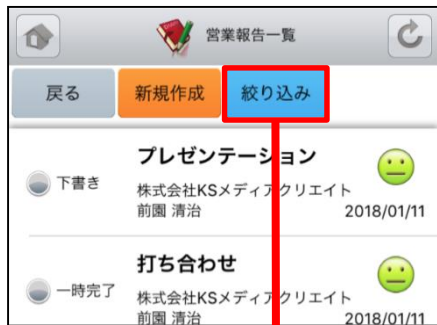 営業報告一覧
戻る 新規作成 絞り込み
プレゼンテーション
下書き
株式会社KSメディアクリエイト
前園 清治 2018/01/11
打ち合わせ
一時完了
株式会社KSメディアクリエイト
前園 清治 2018/01/11